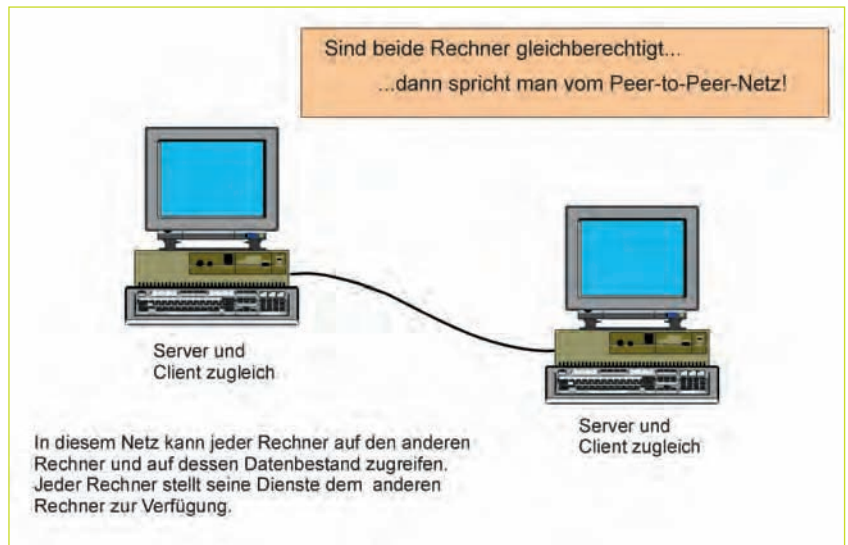 Sind beide Rechner gleichberechtigt...
...dann spricht man vom Peer-to-Peer-Netz!
Server und
Client zugleich
Server und
Client zugleich
In diesem Netz kann jeder Rechner auf den anderen
Rechner und auf dessen Datenbestand zugreifen.
Jeder Rechner stellt seine Dienste dem anderen
Rechner zur Verfügung.